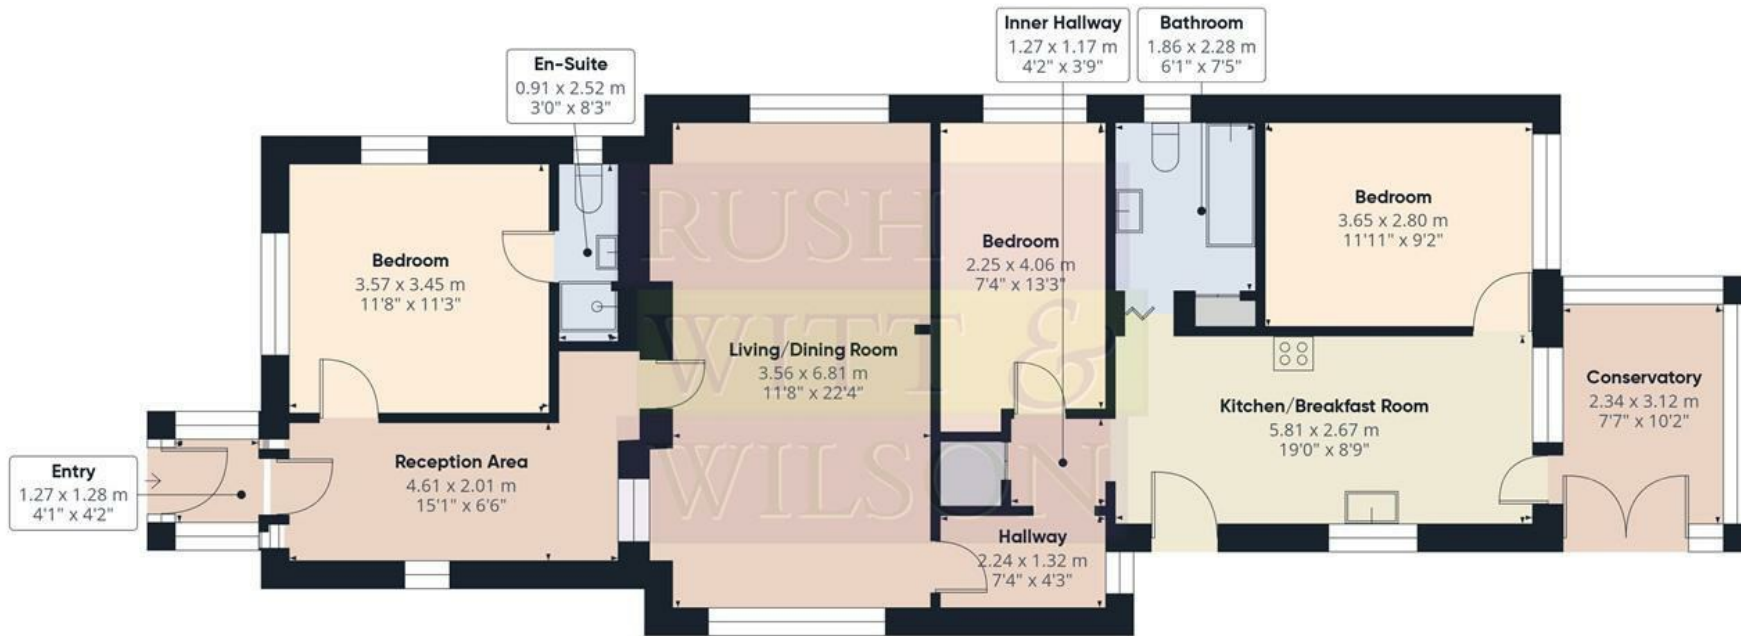 Inner Hallway
1.27 x 1.17 m
4'2" x 3'9"
Bathroom
1.86 x 2.28 m
6'1" x 7'5"
En-Suite
0.91 x 2.52 m
3'0" x 8'3"
Bedroom
3.57 x 3.45 m
11'8" x 11'3"
Living/Dining Room
3.56 x 6.81 m
11'8" x 22'4"
Bedroom
2.25 x 4.06 m
7'4" x 13'3"
Bedroom
3.65 x 2.80 m
11'11" x 9'2"
Conservatory
2.34 x 3.12 m
7'7" x 10'2"
Kitchen/Breakfast Room
5.81 x 2.67 m
19'0" x 8'9"
Entry
1.27 x 1.28 m
4'1" x 4'2"
Reception Area
4.61 x 2.01 m
15'1" x 6'6"
Hallway
2.24 x 1.32 m
7'4" x 4'3"
RUSH
WITT &
WILSON